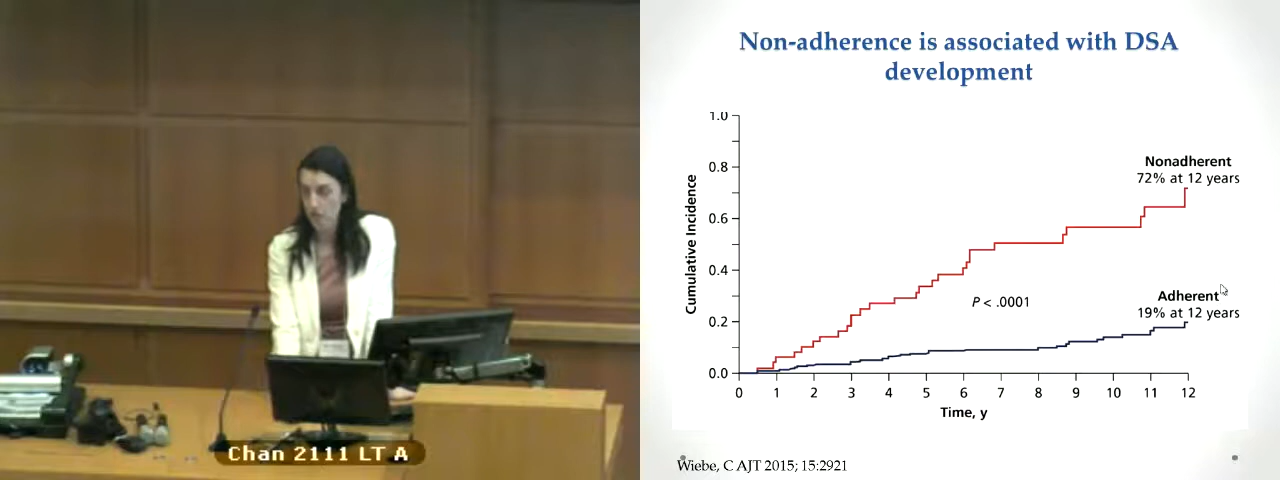 Non-adherence is associated with DSA
development
1.0
0.8
0.6
0.4
0.2
0.0
Cumulative Incidence
Nonadherent
72% at 12 years
P < .0001
Adherent
19% at 12 years
0 1 2 3 4 5 6 7 8 9 10 11 12
Time, y
Wiebe, C AJT 2015; 15:2921
Chan 2111 LT A